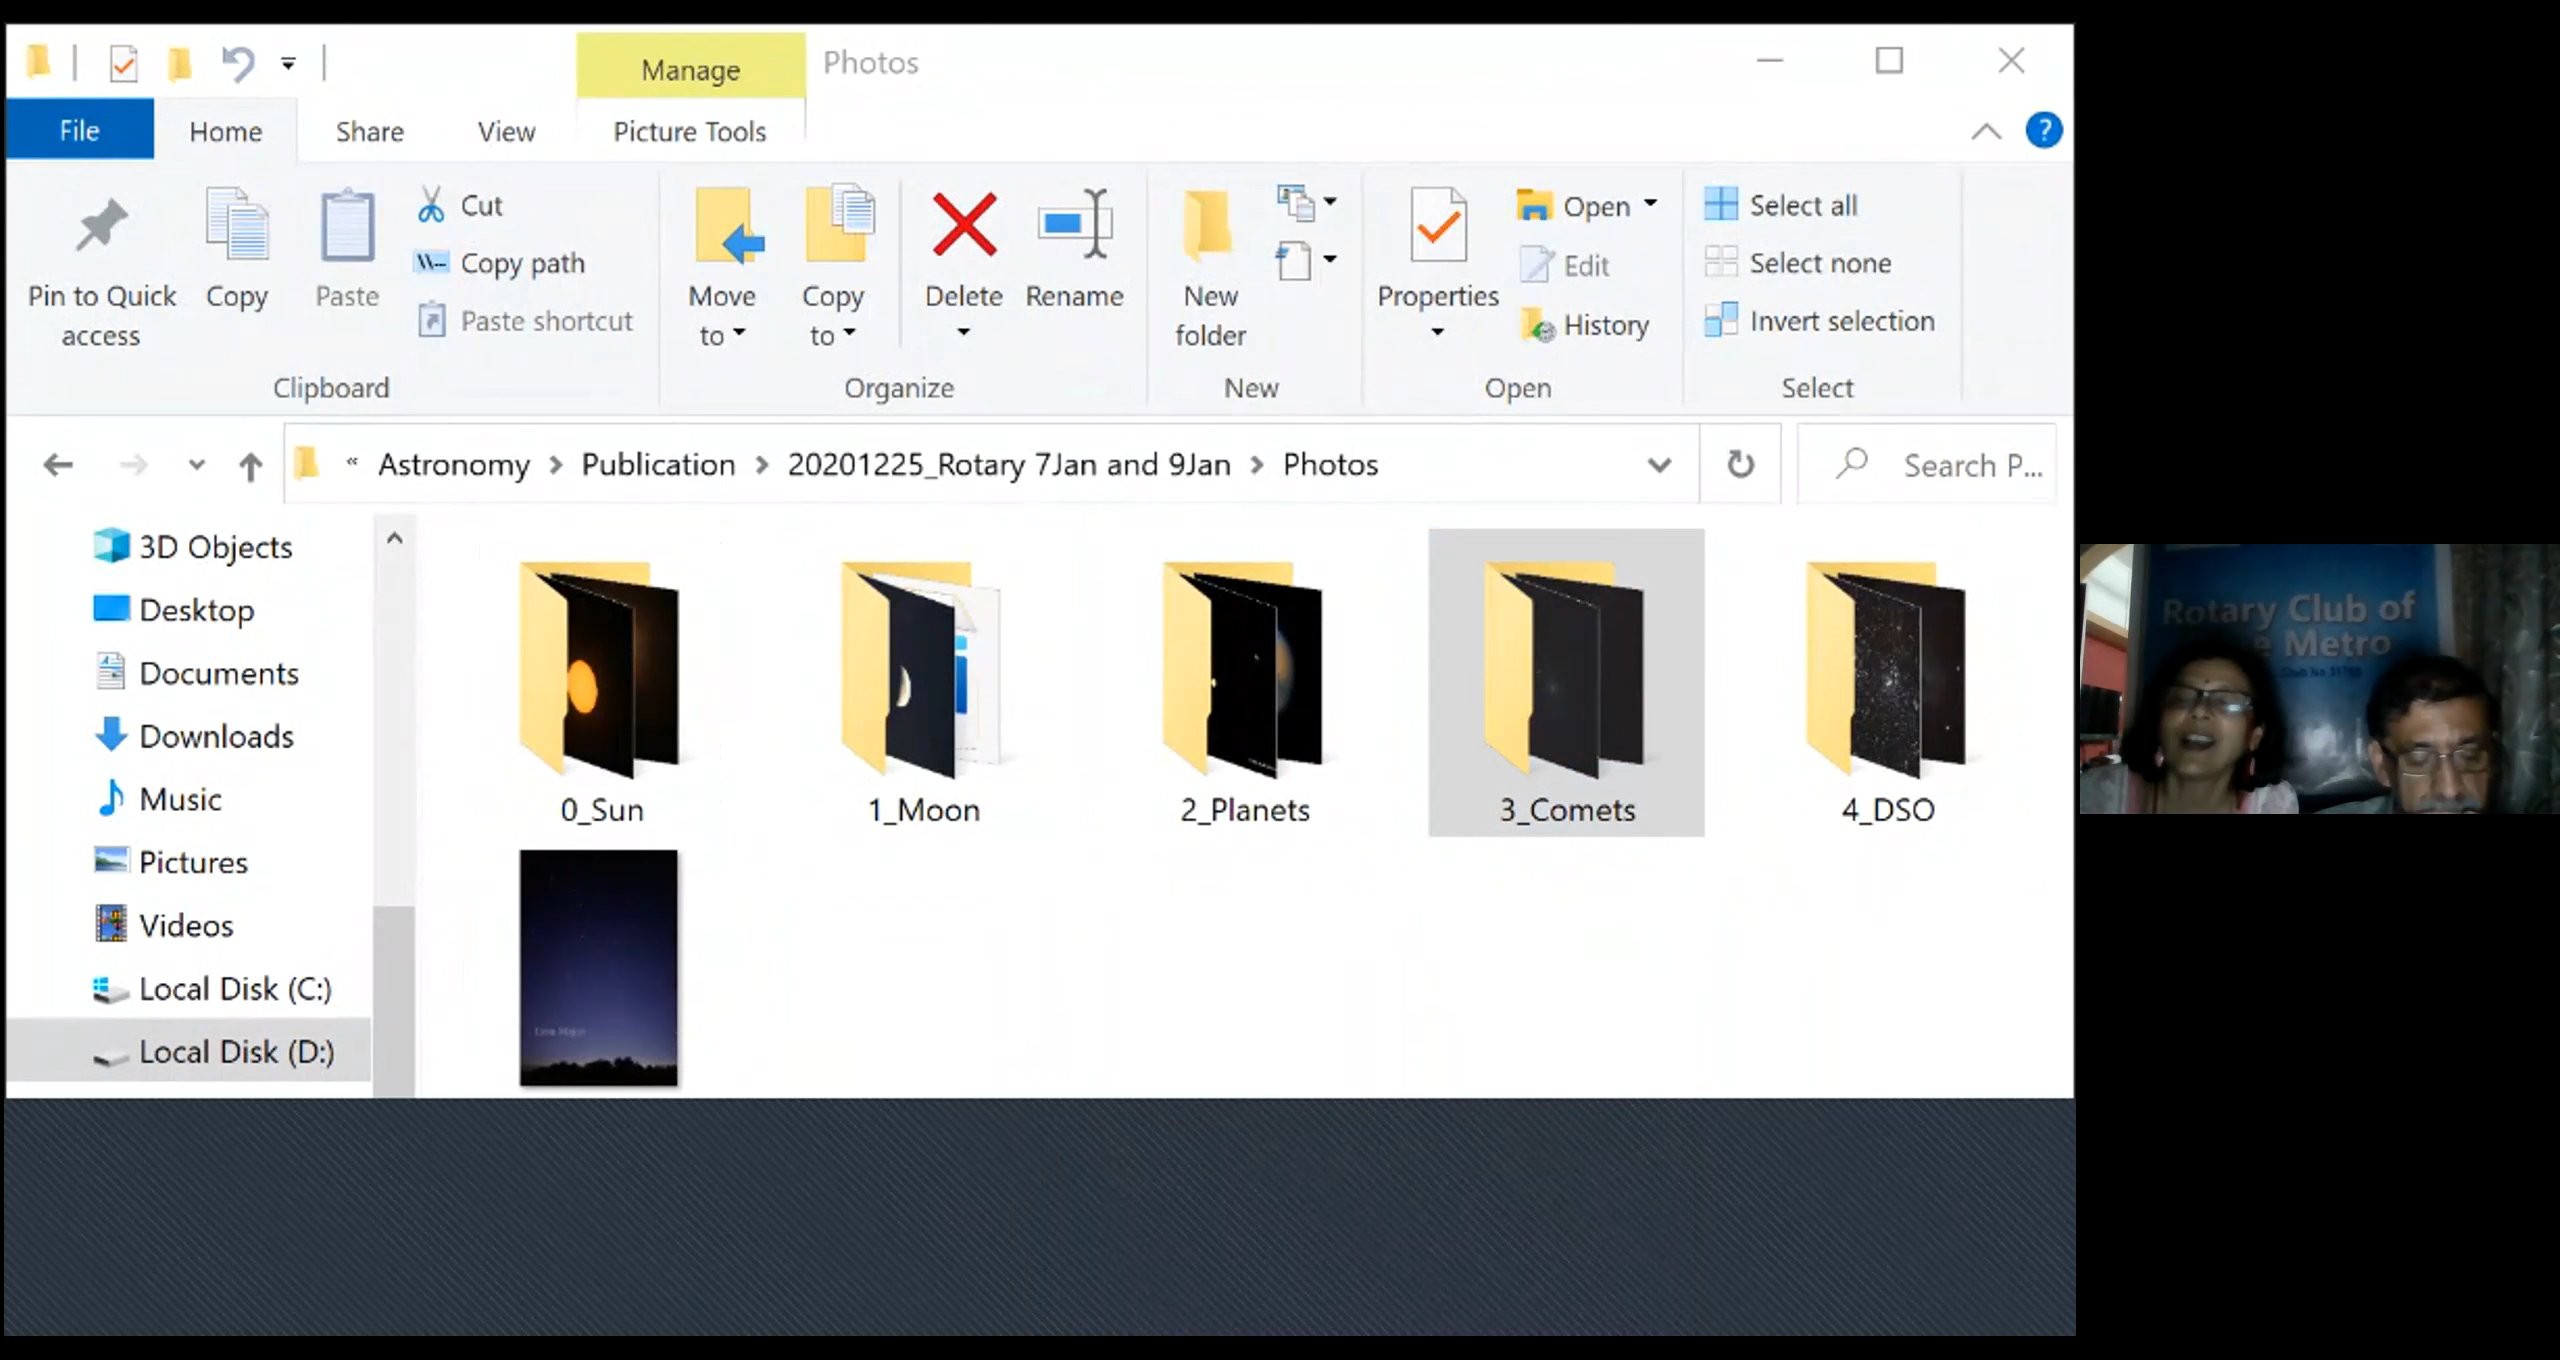 Manage
Photos
File
Home
Share
View
Picture Tools
?
Pin to Quick
access
Copy
Paste
Cut
Copy path
Paste shortcut
Clipboard
Move
to
Copy
to
Delete
Rename
Organize
New
folder
New
Properties
Open
Edit
History
Open
Select all
Select none
Invert selection
Select
« Astronomy > Publication > 20201225_Rotary 7Jan and 9Jan > Photos
Search P...
3D Objects
Desktop
Documents
Downloads
Music
Pictures
Videos
Local Disk (C:)
Local Disk (D:)
0_Sun
1_Moon
2_Planets
3_Comets
4_DSO
Rotary Club of
Metro